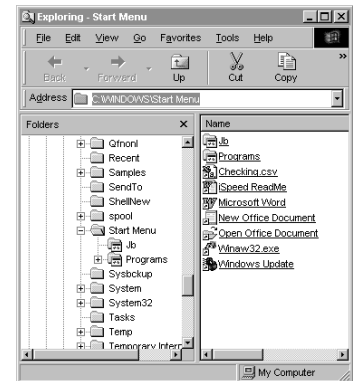 Exploring - Start Menu
File Edit View Go Favorites Tools Help
Back Forward Up Cut Copy »
Address C:\WINDOWS\Start Menu
Folders
Qfnonl
Recent
Samples
SendTo
ShellNew
spool
Start Menu
Jb
Programs
Sysbckup
System
System32
Tasks
Temp
Temporary Intern
Name
Jb
Programs
Checking.csv
iSpeed ReadMe
Microsoft Word
New Office Document
Open Office Document
Winaw32.exe
Windows Update
My Computer